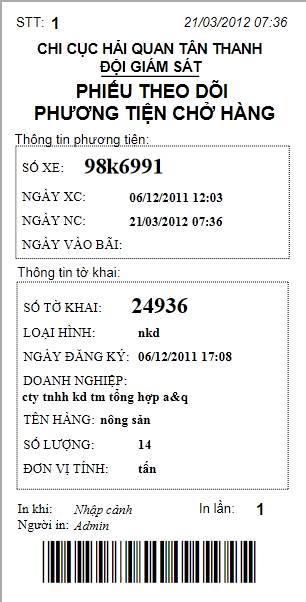 STT: 1 21/03/2012 07:36
CHI CỤC HẢI QUAN TÂN THANH
ĐỘI GIÁM SÁT
PHIẾU THEO DÕI
PHƯƠNG TIỆN CHỞ HÀNG
Thông tin phương tiện:
SỐ XE: 98k6991
NGÀY XC: 06/12/2011 12:03
NGÀY NC: 21/03/2012 07:36
NGÀY VÀO BÃI:
Thông tin tờ khai:
SỐ TỜ KHAI: 24936
LOẠI HÌNH: nkd
NGÀY ĐĂNG KÝ: 06/12/2011 17:08
DOANH NGHIỆP:
cty tnhh kd tm tổng hợp a&q
TÊN HÀNG: nông sản
SỐ LƯỢNG: 14
ĐƠN VỊ TÍNH: tấn
In khi: Nhập cảnh In lần: 1
Người in: Admin